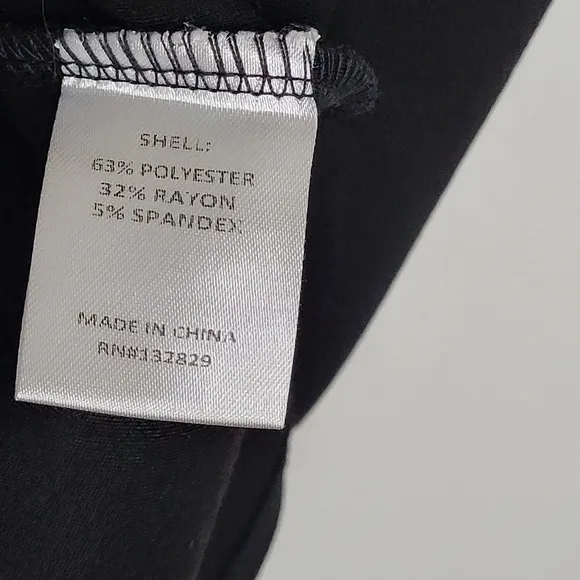 SHELL:
63% POLYESTER
32% RAYON
5% SPANDEX
MADE IN CHINA
RN#132829